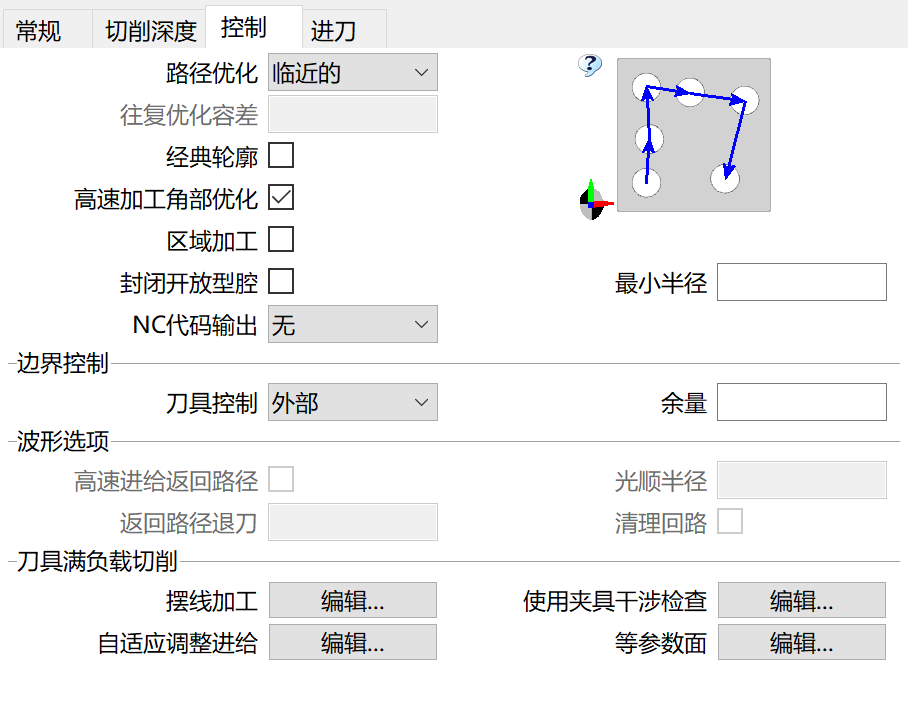 常规 切削深度 控制 进刀
路径优化 临近的
?
往复优化容差
经典轮廓
高速加工角部优化
区域加工
封闭开放型腔 最小半径
NC代码输出 无
边界控制
刀具控制 外部 余量
波形选项
高速进给返回路径 光顺半径
返回路径退刀 清理回路
刀具满负载切削
摆线加工 编辑... 使用夹具干涉检查 编辑...
自适应调整进给 编辑... 等参数面 编辑...